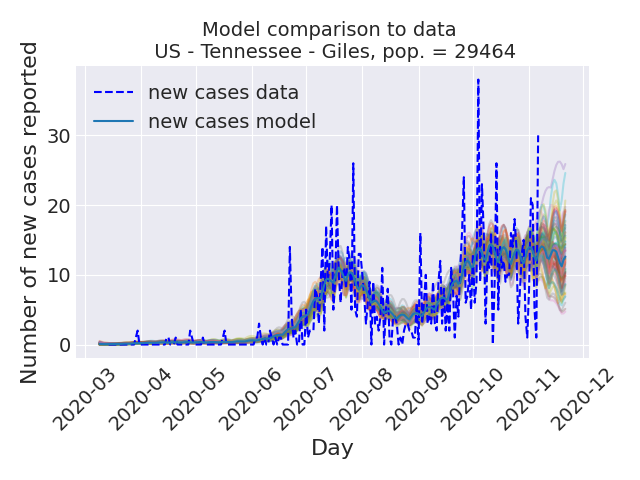 Model comparison to data
US - Tennessee - Giles, pop. = 29464
new cases data
new cases model
Number of new cases reported
30
20
10
0
2020-03
2020-04
2020-05
2020-06
2020-07
2020-08
2020-09
2020-10
2020-11
2020-12
Day